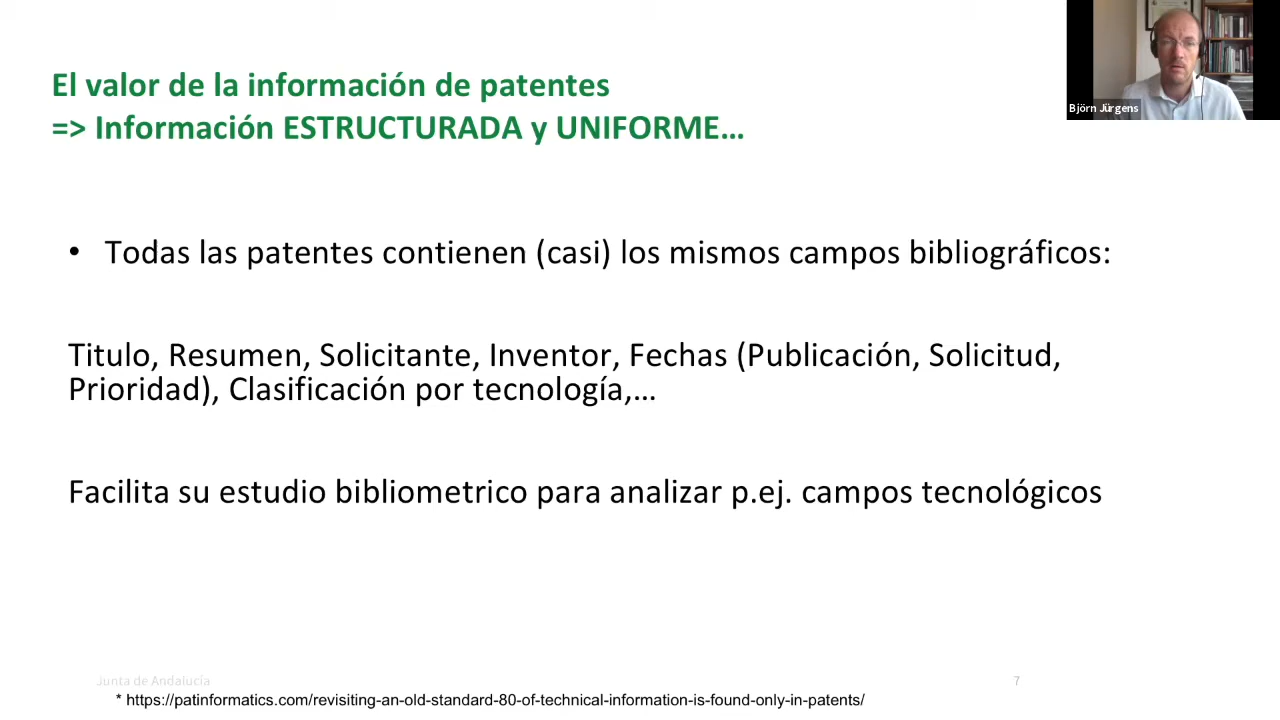 El valor de la información de patentes
=> Información ESTRUCTURADA y UNIFORME…
Björn Jürgens
• Todas las patentes contienen (casi) los mismos campos bibliográficos:
Titulo, Resumen, Solicitante, Inventor, Fechas (Publicación, Solicitud,
Prioridad), Clasificación por tecnología,…
Facilita su estudio bibliometrico para analizar p.ej. campos tecnológicos
Junta de Andalucía
7
* https://patinformatics.com/revisiting-an-old-standard-80-of-technical-information-is-found-only-in-patents/